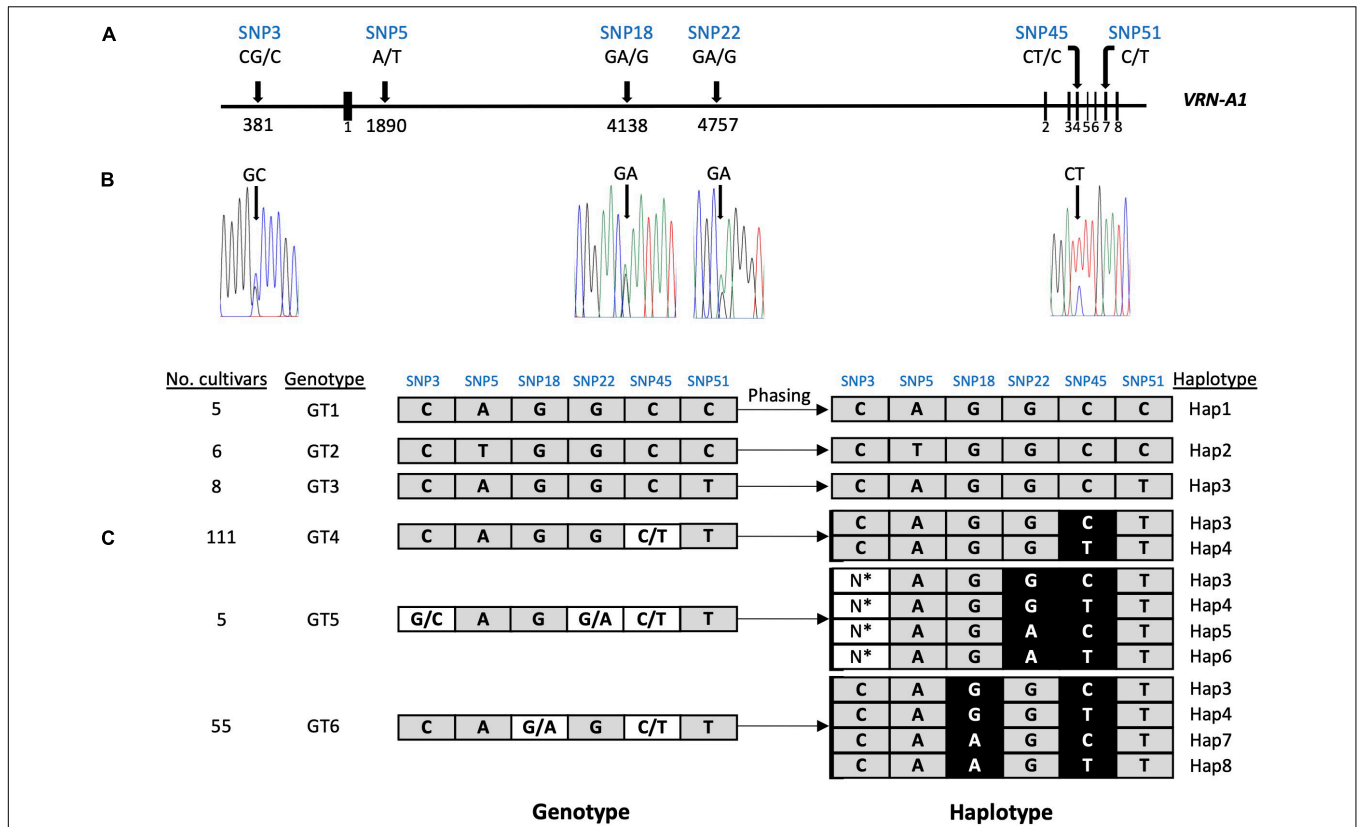 A
SNP3 SNP5 SNP18 SNP22 SNP45 SNP51
CG/C A/T GA/G GA/G CT/C C/T
VRN-A1
381 1 1890 4138 4757 2 3 4 5 6 7 8
B
GC GA GA CT
No. cultivars Genotype SNP3 SNP5 SNP18 SNP22 SNP45 SNP51 Phasing SNP3 SNP5 SNP18 SNP22 SNP45 SNP51 Haplotype
5 GT1 C A G G C C C A G G C C Hap1
6 GT2 C T G G C C C T G G C C Hap2
8 GT3 C A G G C T C A G G C T Hap3
C
111 GT4 C A G G C/T T
C A G G C T Hap3
C A G G T T Hap4
5 GT5 G/C A G G/A C/T T
N* A G G C T Hap3
N* A G G T T Hap4
N* A G A C T Hap5
N* A G A T T Hap6
55 GT6 C A G/A G C/T T
C A G G C T Hap3
C A G G T T Hap4
C A A G C T Hap7
C A A G T T Hap8
Genotype Haplotype